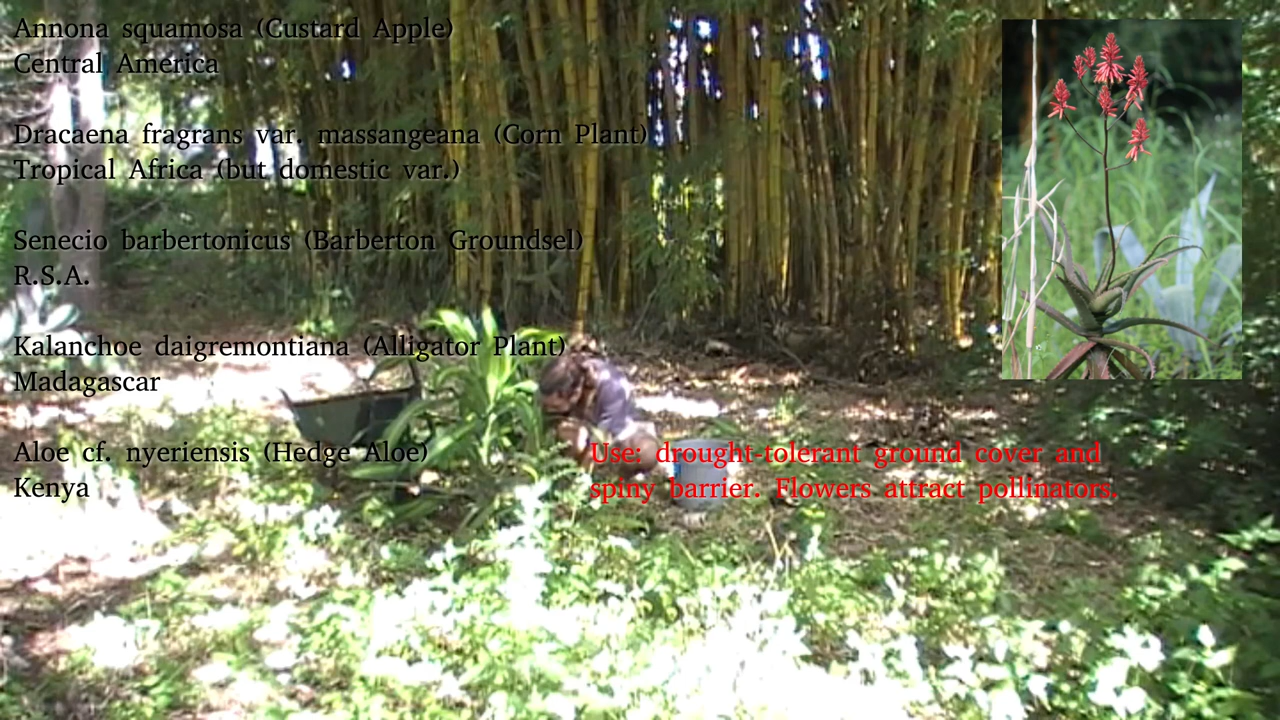 Annona squamosa (Custard Apple)
Central America
Dracaena fragrans var. massangeana (Corn Plant)
Tropical Africa (but domestic var.)
Senecio barbertonicus (Barberton Groundsel)
R.S.A.
Kalanchoe daigremontiana (Alligator Plant)
Madagascar
Aloe cf. nyeriensis (Hedge Aloe)
Kenya
Use: drought-tolerant ground cover and
spiny barrier. Flowers attract pollinators.